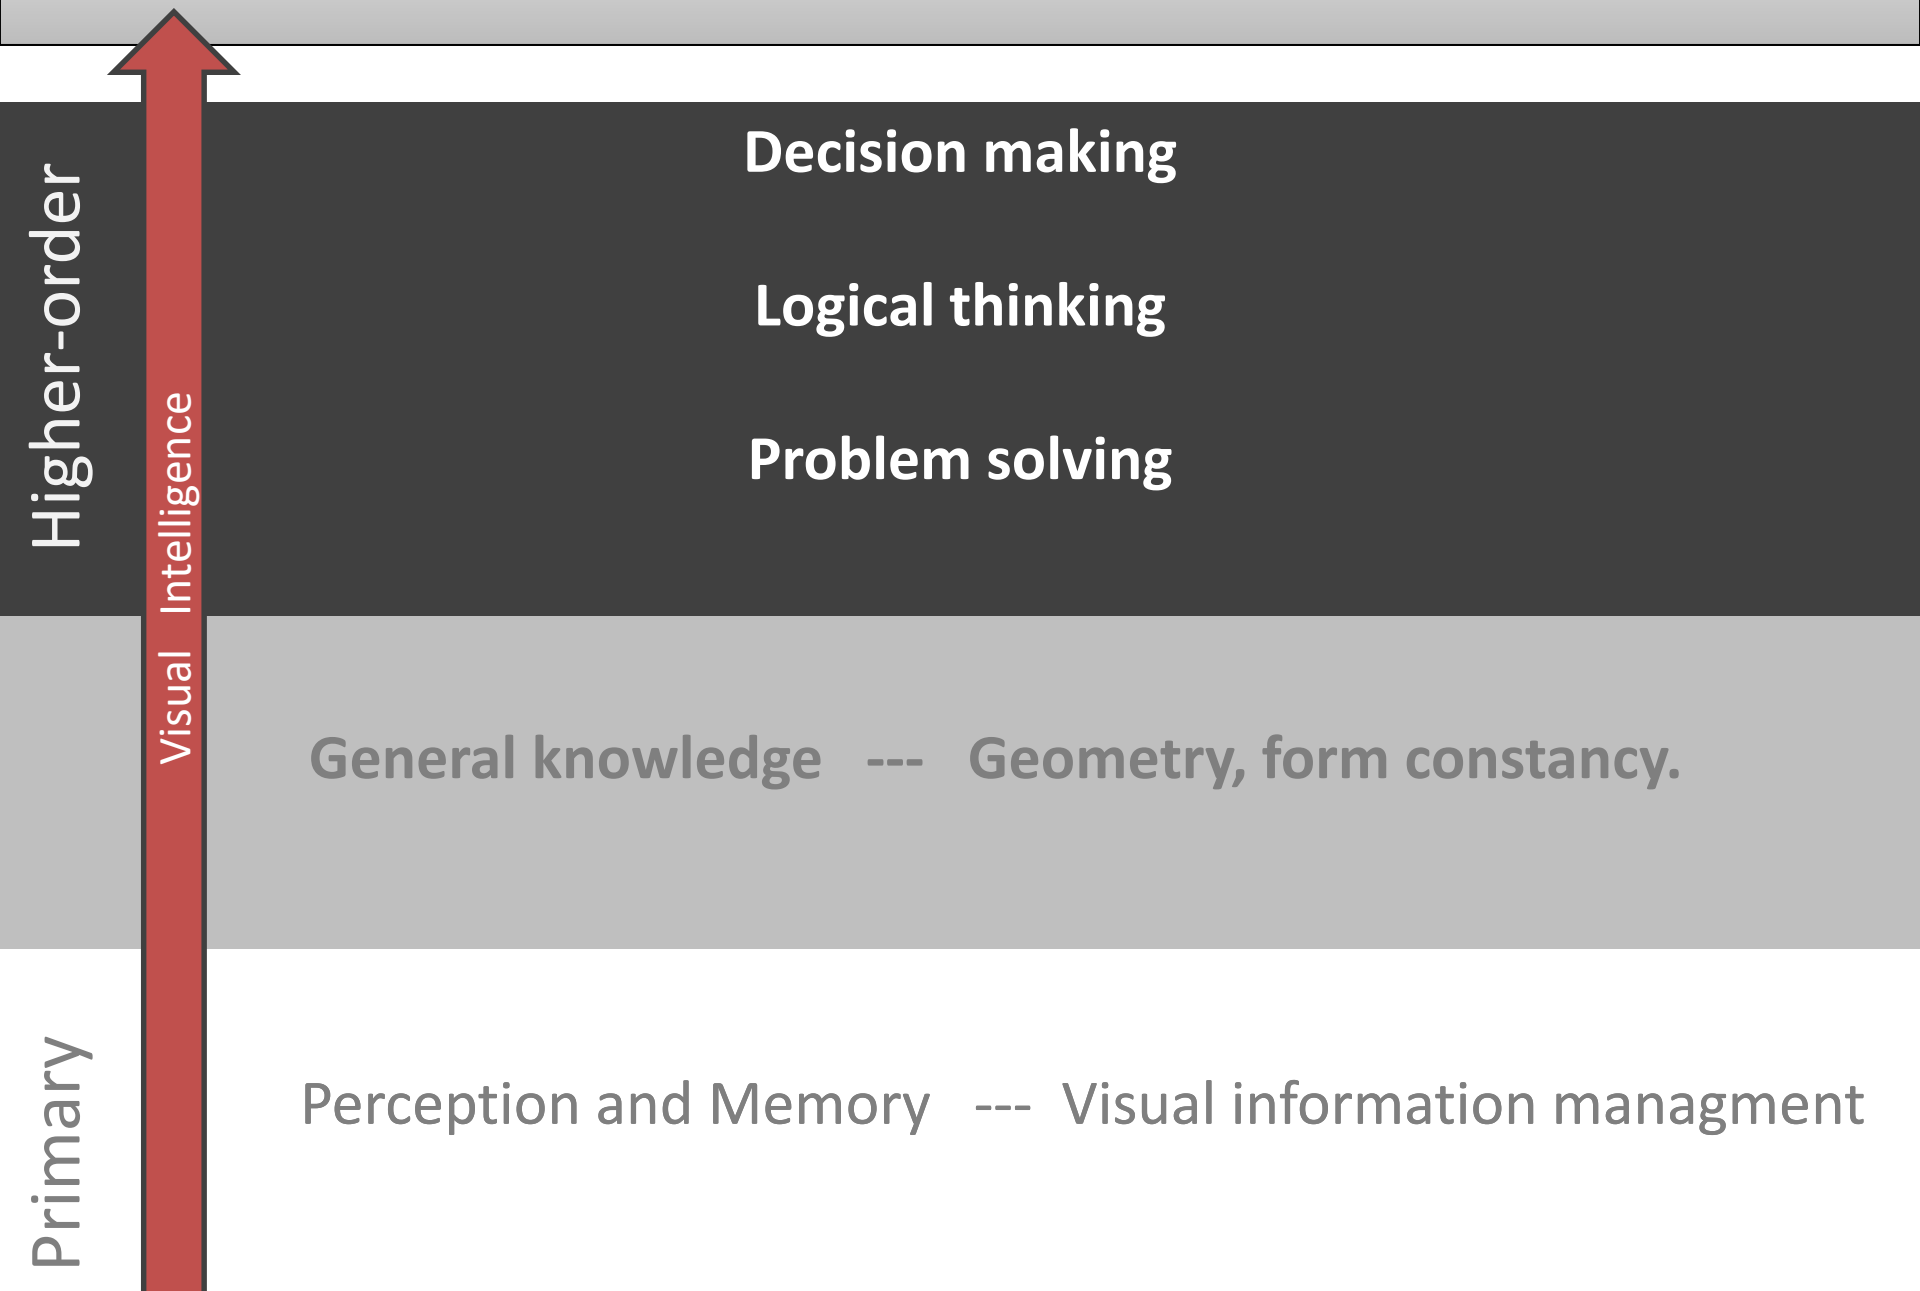 Higher-order
Decision making
Logical thinking
Problem solving
Visual Intelligence
General knowledge --- Geometry, form constancy.
Primary
Perception and Memory --- Visual information managment